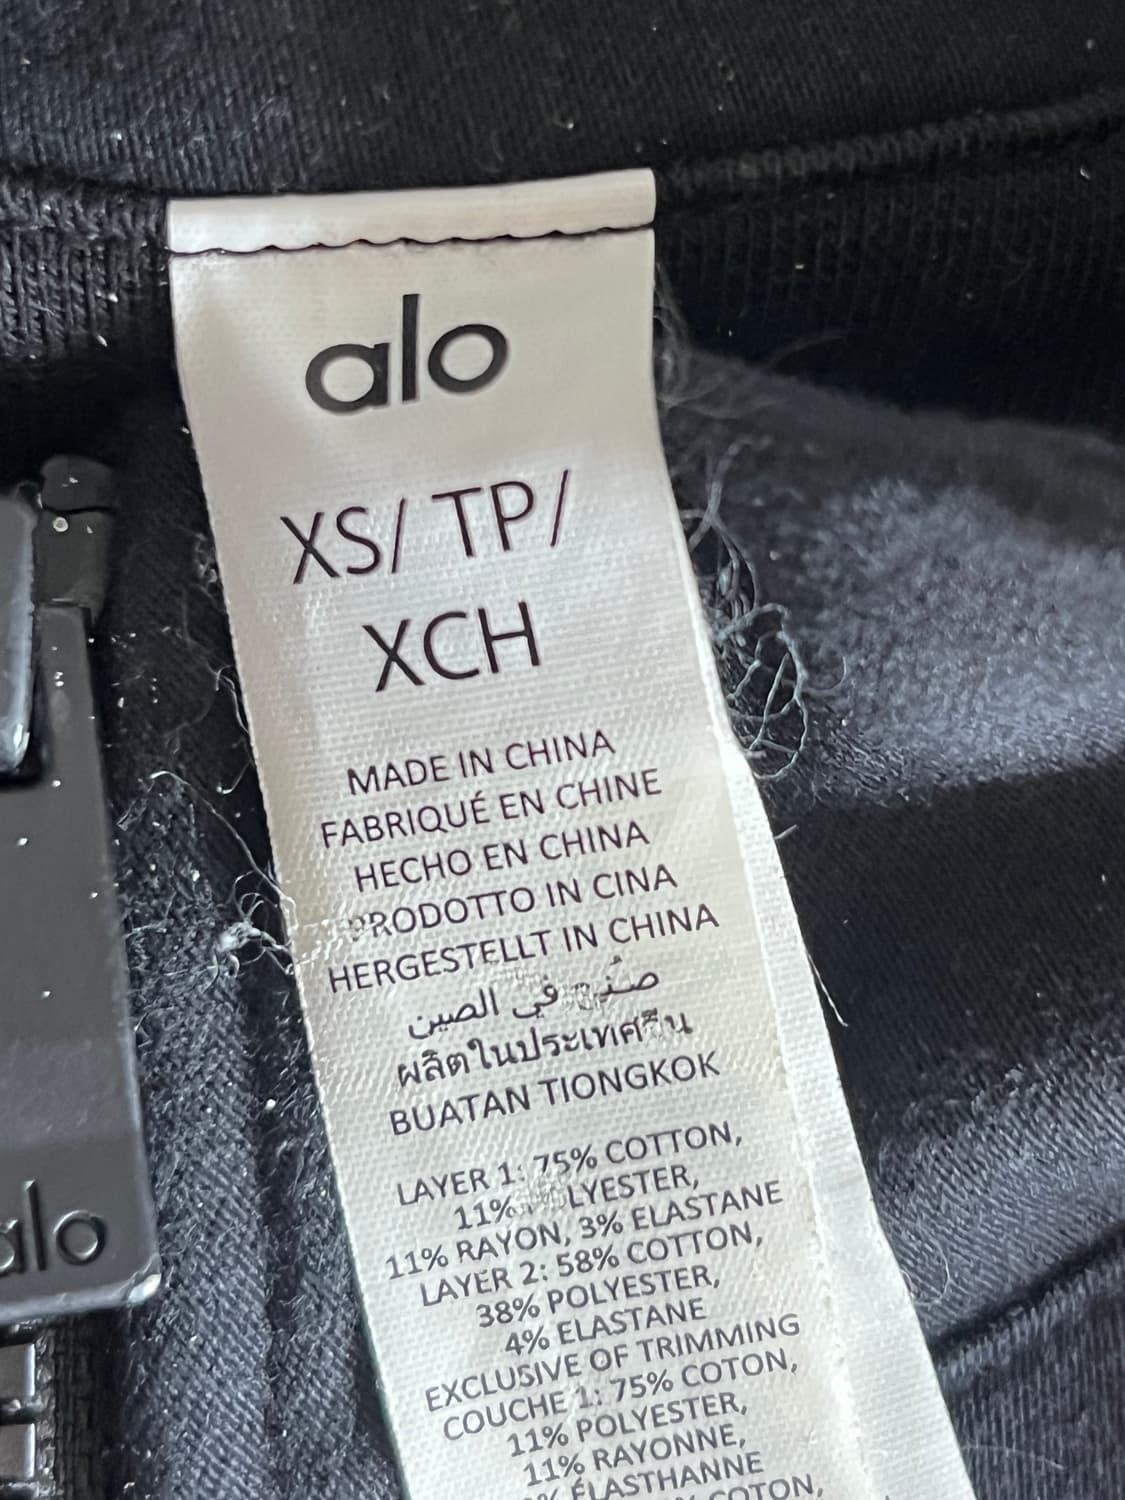 alo
XS/ TP/
XCH
MADE IN CHINA
FABRIQUÉ EN CHINE
HECHO EN CHINA
PRODOTTO IN CINA
HERGESTELLT IN CHINA
صُنع في الصين
ผลิตในประเทศจีน
BUATAN TIONGKOK
LAYER 1: 75% COTTON,
11% POLYESTER,
11% RAYON, 3% ELASTANE
LAYER 2: 58% COTTON,
38% POLYESTER,
4% ELASTANE
EXCLUSIVE OF TRIMMING
COUCHE 1: 75% COTON,
11% POLYESTER,
11% RAYONNE,
ÉLASTHANNE
COTON,
alo